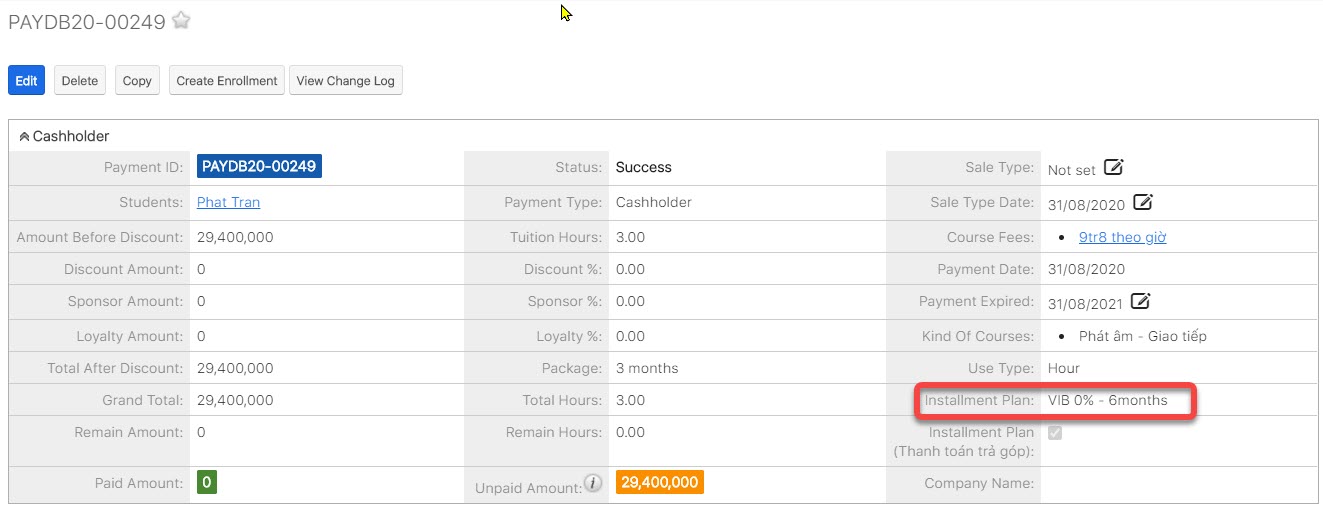 PAYDB20-00249
Edit Delete Copy Create Enrollment View Change Log
Cashholder
Payment ID: PAYDB20-00249 Status: Success Sale Type: Not set
Students: Phat Tran Payment Type: Cashholder Sale Type Date: 31/08/2020
Amount Before Discount: 29,400,000 Tuition Hours: 3.00 Course Fees: • 9tr8 theo giờ
Discount Amount: 0 Discount %: 0.00 Payment Date: 31/08/2020
Sponsor Amount: 0 Sponsor %: 0.00 Payment Expired: 31/08/2021
Loyalty Amount: 0 Loyalty %: 0.00 Kind Of Courses: • Phát âm - Giao tiếp
Total After Discount: 29,400,000 Package: 3 months Use Type: Hour
Grand Total: 29,400,000 Total Hours: 3.00 Installment Plan: VIB 0% - 6months
Remain Amount: 0 Remain Hours: 0.00 Installment Plan
(Thanh toán trả góp):
Paid Amount: 0 Unpaid Amount: i 29,400,000 Company Name: